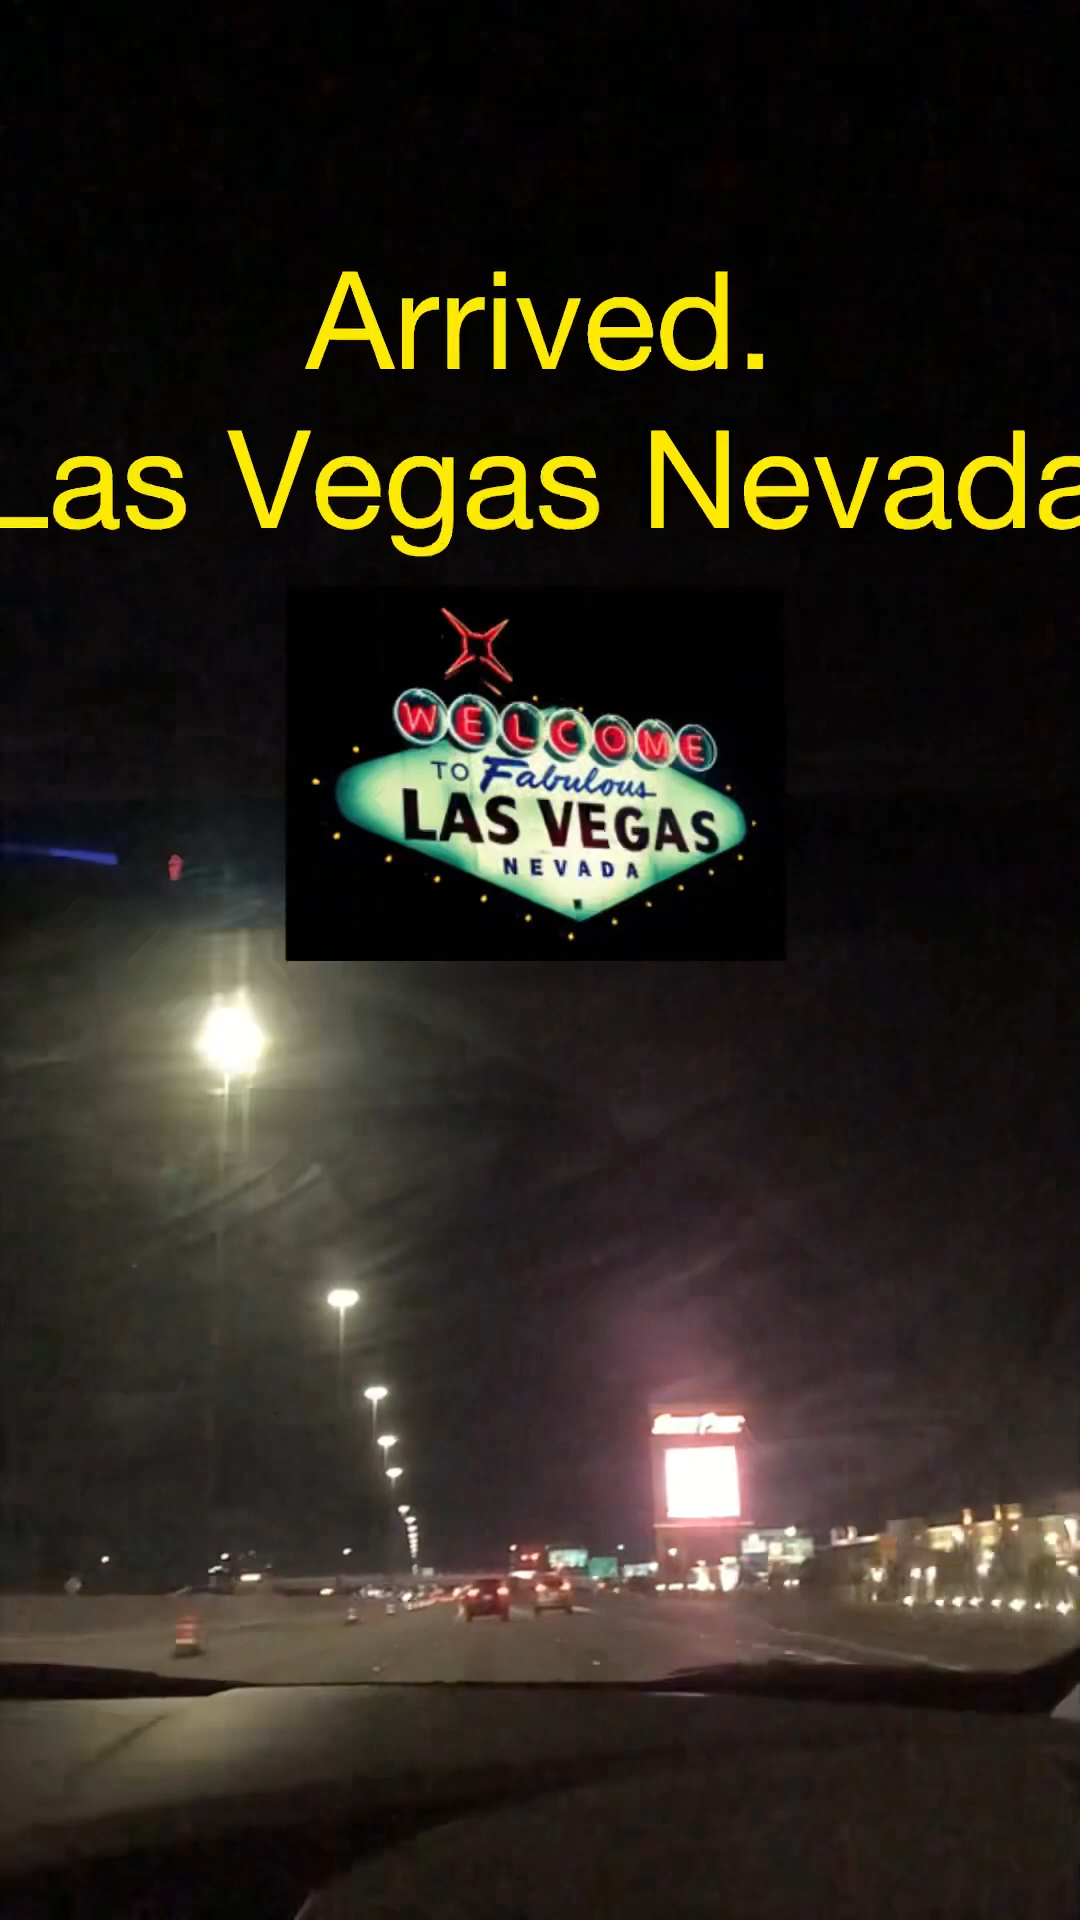 Arrived.
Las Vegas Nevada
WELCOME
TO Fabulous
LAS VEGAS
NEVADA